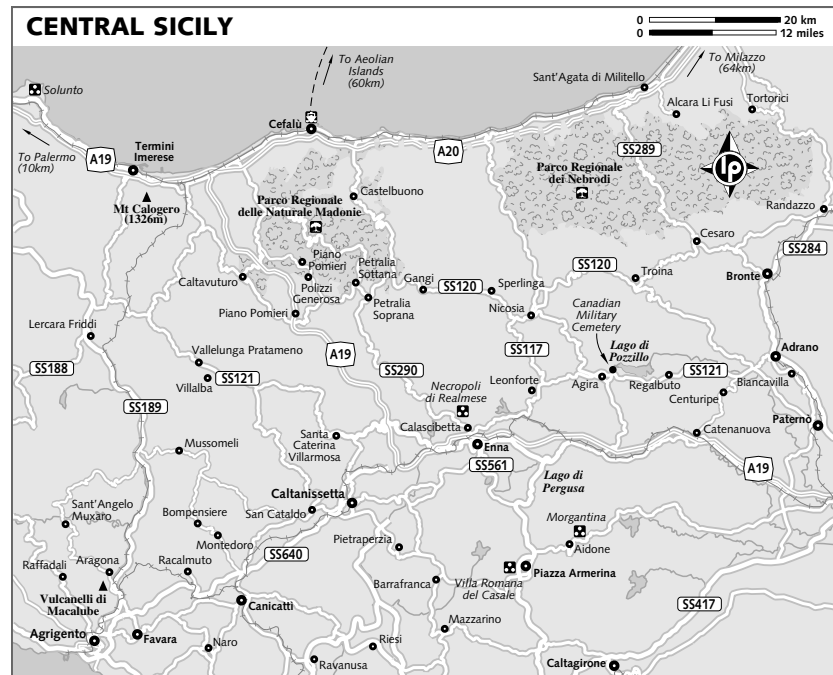 CENTRAL SICILY
0 20 km
0 12 miles
To Aeolian
Islands
(60km)
To Milazzo
(64km)
Solunto
Sant'Agata di Militello
Alcara Li Fusi
Tortorici
Cefalù
To Palermo
(10km)
A19
Termini
Imerese
A20
SS289
lp
Mt Calogero
(1326m)
Parco Regionale
delle Naturale Madonie
Castelbuono
Parco Regionale
dei Nebrodi
Randazzo
Cesaro
SS284
Piano
Pomieri
Petralia
Sottana
Gangi
SS120
Sperlinga
SS120
Troina
Bronte
Caltavuturo
Polizzi
Generosa
Petralia
Soprana
Nicosia
Canadian
Military
Cemetery
Piano Pomieri
Lercara Friddi
A19
SS117
Lago di
Pozzillo
Adrano
SS188
Vallelunga Pratameno
SS121
Villalba
SS290
Leonforte
Agira
Regalbuto
SS121
Biancavilla
Centuripe
SS189
Necropoli
di Realmese
Calascibetta
Catenanuova
Paternò
Mussomeli
Santa
Caterina
Villarmosa
Enna
SS561
A19
Lago di
Pergusa
Caltanissetta
San Cataldo
Sant'Angelo
Muxaro
Bompensiere
Montedoro
Morgantina
Aidone
SS640
Pietraperzia
Raffadali
Aragona
Racalmuto
Barrafranca
Villa Romana
del Casale
Piazza Armerina
Vulcanelli di
Macalube
Canicattì
SS417
Agrigento
Favara
Naro
Mazzarino
Riesi
Ravanusa
Caltagirone